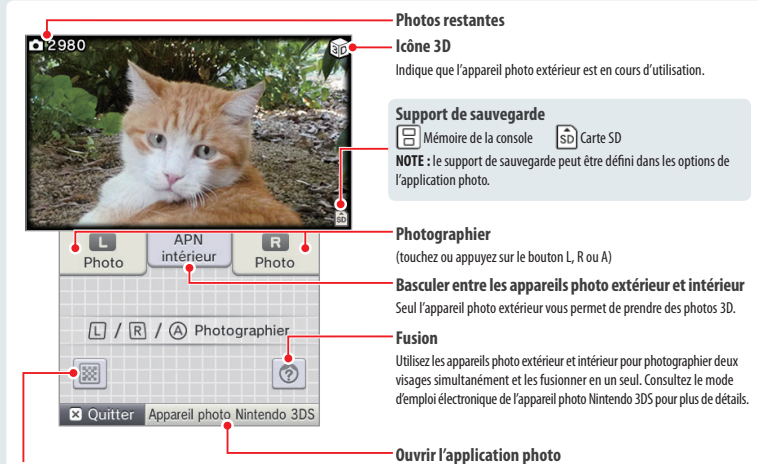 Photos restantes
2980
3D
Icône 3D
Indique que l'appareil photo extérieur est en cours d'utilisation.
Support de sauvegarde
Mémoire de la console
SD Carte SD
NOTE : le support de sauvegarde peut être défini dans les options de
l'application photo.
SD
L
Photo
APN
intérieur
R
Photo
Photographier
(touchez ou appuyez sur le bouton L, R ou A)
Basculer entre les appareils photo extérieur et intérieur
Seul l'appareil photo extérieur vous permet de prendre des photos 3D.
L / R / A Photographier
Fusion
Utilisez les appareils photo extérieur et intérieur pour photographier deux
visages simultanément et les fusionner en un seul. Consultez le mode
d'emploi électronique de l'appareil photo Nintendo 3DS pour plus de détails.
?
X Quitter
Appareil photo Nintendo 3DS
Ouvrir l'application photo